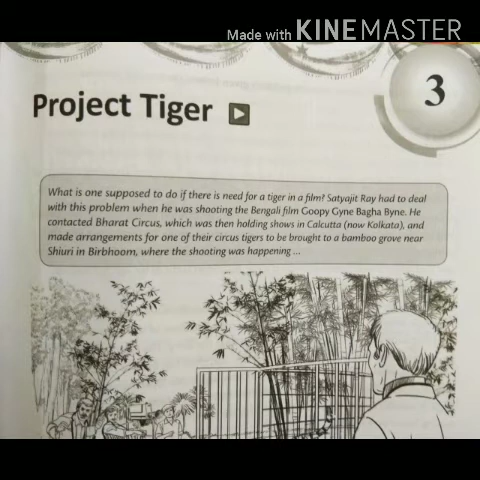 Made with KINEMASTER
3
Project Tiger
What is one supposed to do if there is need for a tiger in a film? Satyajit Ray had to deal
with this problem when he was shooting the Bengali film Goopy Gyne Bagha Byne. He
contacted Bharat Circus, which was then holding shows in Calcutta (now Kolkata), and
made arrangements for one of their circus tigers to be brought to a bamboo grove near
Shiuri in Birbhoom, where the shooting was happening ...